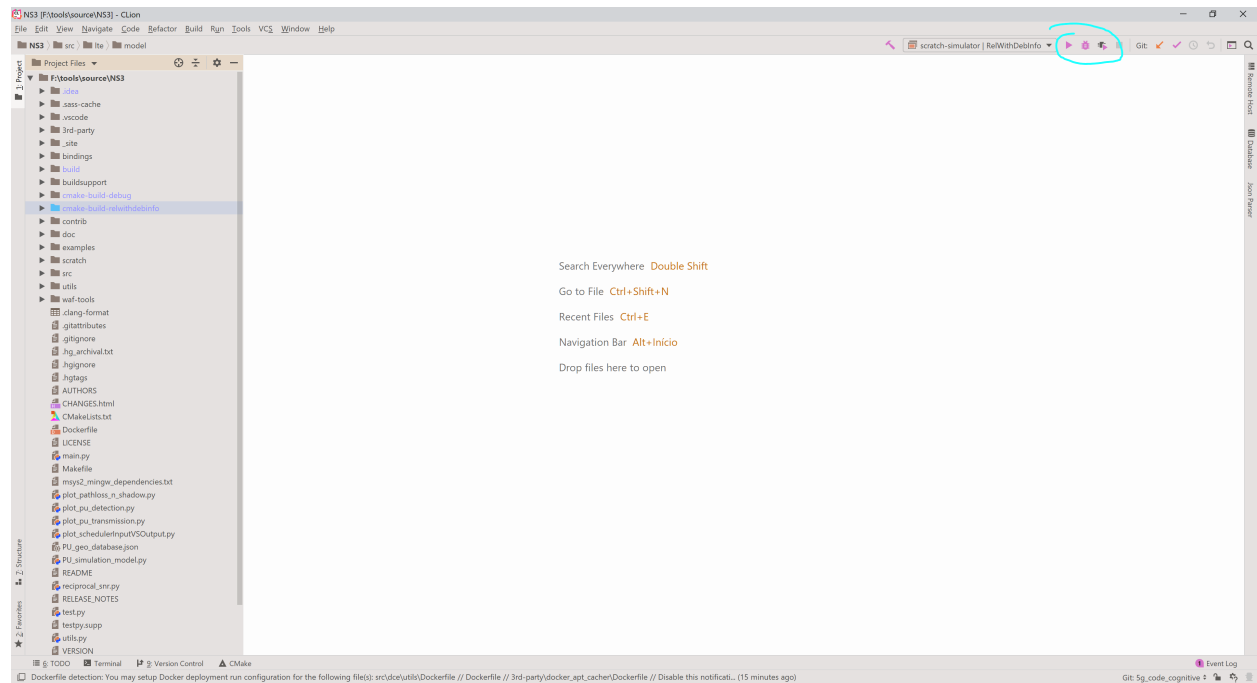 NS3 [F:\tools\source\NS3] - CLion
File Edit View Navigate Code Refactor Build Run Tools VCS Window Help
NS3 src lte model
scratch-simulator | RelWithDebInfo
Git:
1: Project
Project Files
F:\tools\source\NS3
.idea
.sass-cache
.vscode
3rd-party
_site
bindings
build
buildsupport
cmake-build-debug
cmake-build-relwithdebinfo
contrib
doc
examples
scratch
src
utils
waf-tools
.clang-format
.gitattributes
.gitignore
.hg_archival.txt
.hgignore
.hgtags
AUTHORS
CHANGES.html
CMakeLists.txt
Dockerfile
LICENSE
main.py
Makefile
msys2_mingw_dependencies.txt
plot_pathloss_n_shadow.py
plot_pu_detection.py
plot_pu_transmission.py
plot_schedulerInputVSOutput.py
PU_geo_database.json
PU_simulation_model.py
README
reciprocal_snr.py
RELEASE_NOTES
test.py
testpy.supp
utils.py
VERSION
7: Structure
2: Favorites
Search Everywhere Double Shift
Go to File Ctrl+Shift+N
Recent Files Ctrl+E
Navigation Bar Alt+Início
Drop files here to open
Remote Host
Database
Json Parser
6: TODO Terminal 9: Version Control CMake
1 Event Log
Dockerfile detection: You may setup Docker deployment run configuration for the following file(s): src\dce\utils\Dockerfile // Dockerfile // 3rd-party\docker_apt_cacher\Dockerfile // Disable this notificati... (15 minutes ago)
Git: 5g_code_cognitive